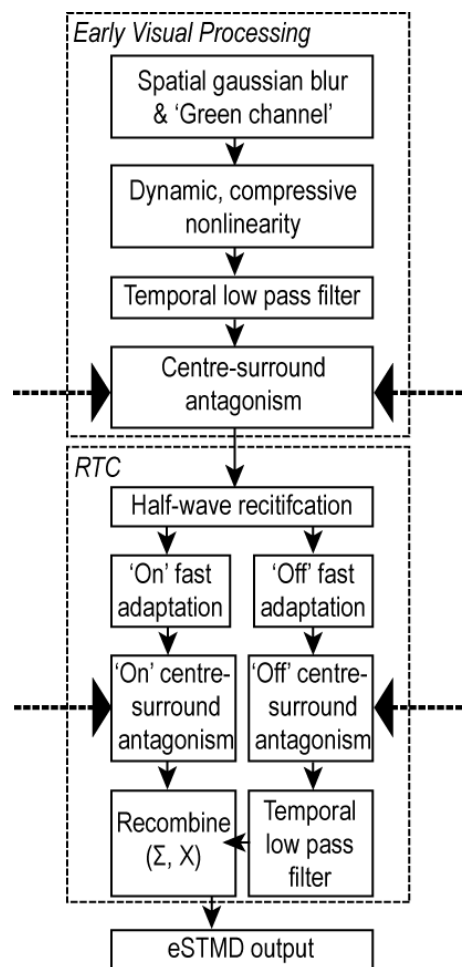 Early Visual Processing
Spatial gaussian blur
& ‘Green channel’
Dynamic, compressive
nonlinearity
Temporal low pass filter
Centre-surround
antagonism
RTC
Half-wave recitifcation
‘On’ fast
adaptation
‘Off’ fast
adaptation
‘On’ centre-
surround
antagonism
‘Off’ centre-
surround
antagonism
Recombine
(Σ, X)
Temporal
low pass
filter
eSTMD output